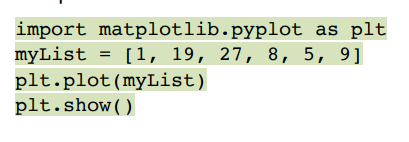 import matplotlib.pyplot as plt
myList = [1, 19, 27, 8, 5, 9]
plt.plot(myList)
plt.show()